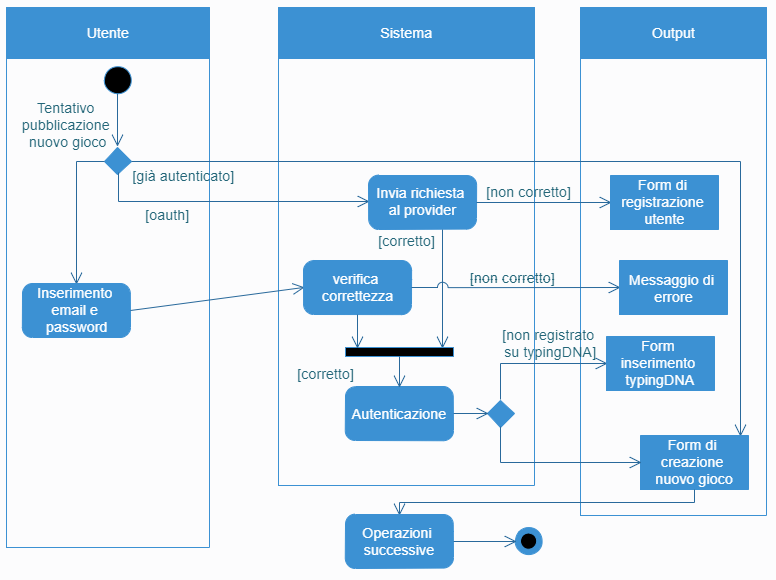 Utente
Sistema
Output
Tentativo
pubblicazione
nuovo gioco
[già autenticato]
[oauth]
Invia richiesta
al provider
[non corretto]
Form di
registrazione
utente
[corretto]
Inserimento
email e
password
verifica
correttezza
[non corretto]
Messaggio di
errore
[non registrato
su typingDNA]
Form
inserimento
typingDNA
[corretto]
Autenticazione
Form di
creazione
nuovo gioco
Operazioni
successive